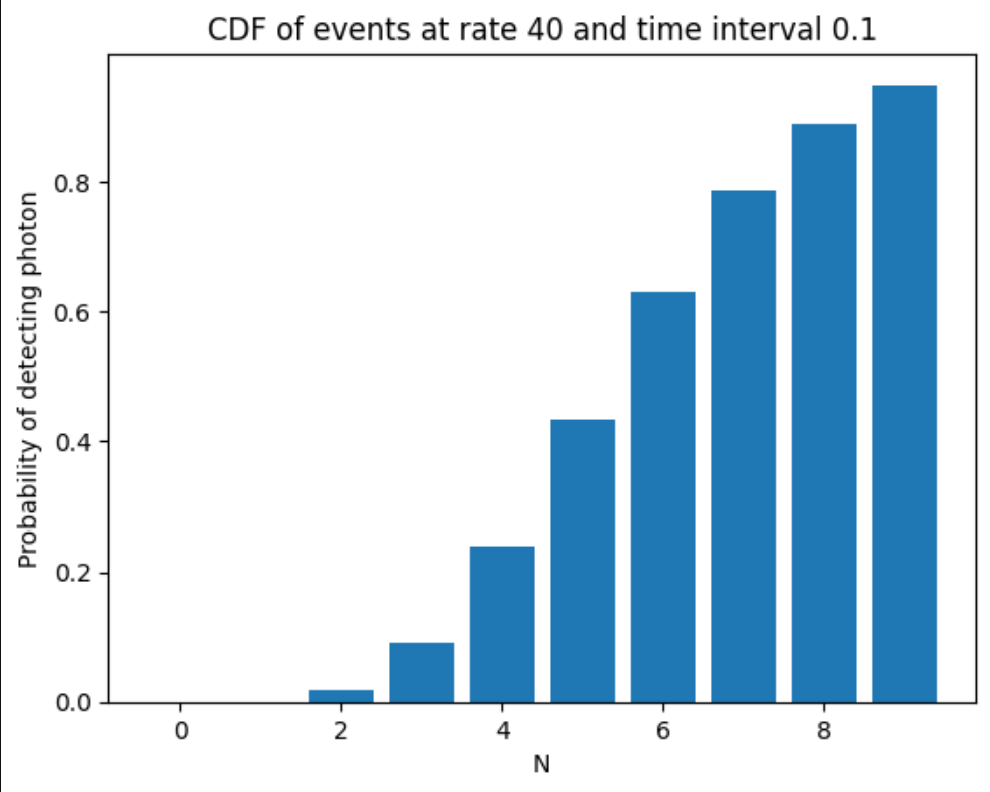 CDF of events at rate 40 and time interval 0.1
Probability of detecting photon
0.8
0.6
0.4
0.2
0.0
0 2 4 6 8
N